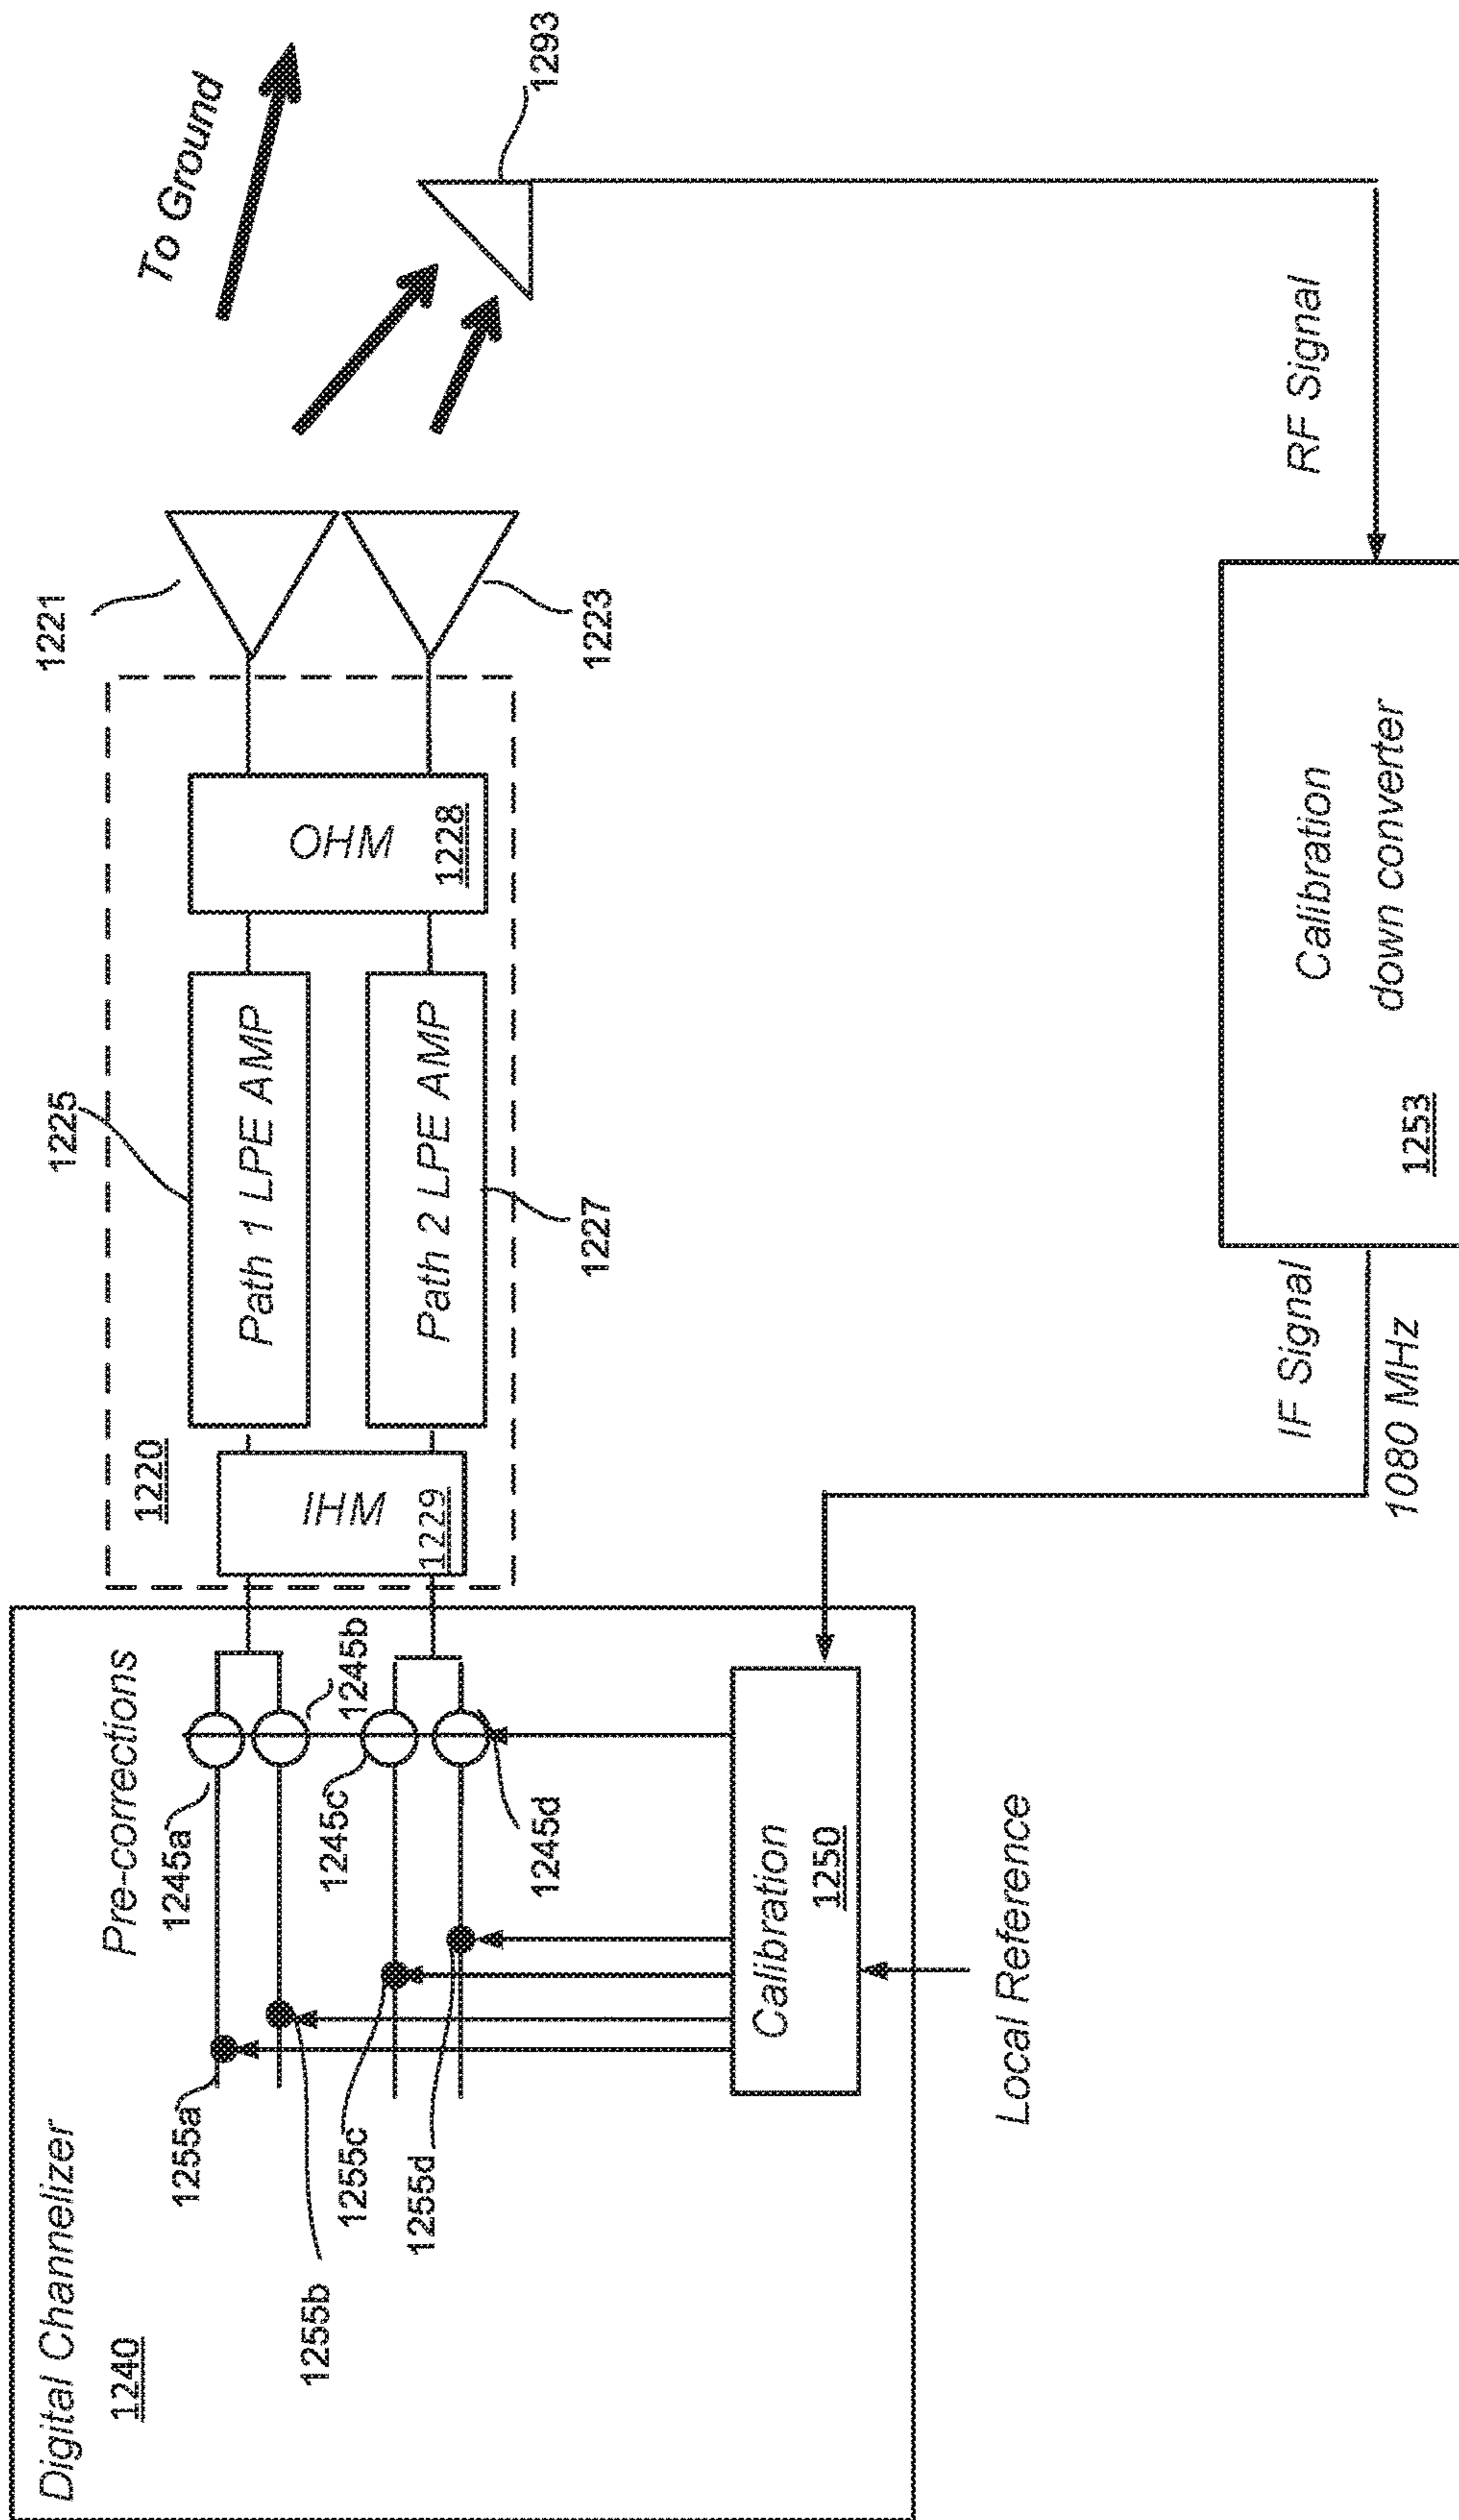 Digital Channelizer
1240
Pre-corrections
1245a
1245b
1245c
1245d
1255a
1255b
1255c
1255d
Calibration
1250
Local Reference
1220
IHM
1229
1225
Path 1 LPE AMP
Path 2 LPE AMP
1227
OHM
1228
1221
1223
To Ground
1293
RF Signal
Calibration
down converter
1253
IF Signal
1080 MHz